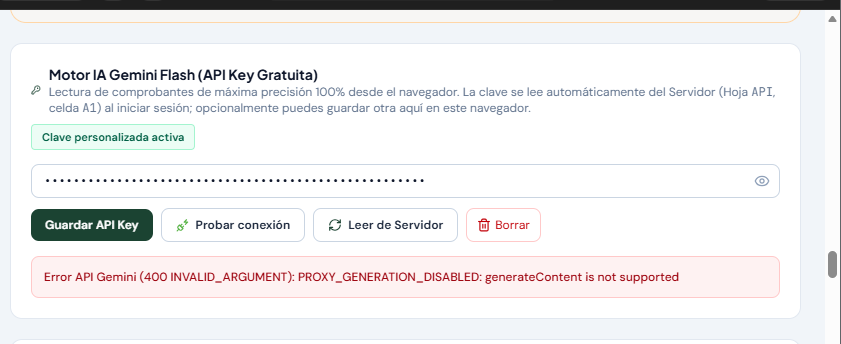 Motor IA Gemini Flash (API Key Gratuita)
Lectura de comprobantes de máxima precisión 100% desde el navegador. La clave se lee automáticamente del Servidor (Hoja API,
celda A1) al iniciar sesión; opcionalmente puedes guardar otra aquí en este navegador.
Clave personalizada activa
Guardar API Key
Probar conexión
Leer de Servidor
Borrar
Error API Gemini (400 INVALID_ARGUMENT): PROXY_GENERATION_DISABLED: generateContent is not supported